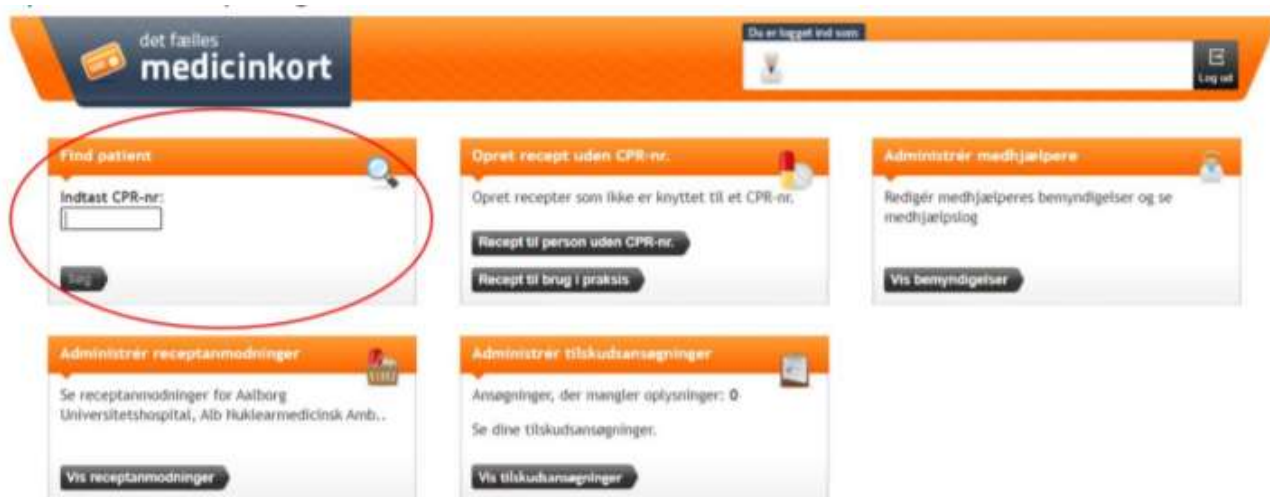 det fælles
medicinkort
Du er logget ind som
Log ud
Find patient
Indtast CPR-nr:
Søg
Opret recept uden CPR-nr.
Opret recepter som ikke er knyttet til et CPR-nr.
Recept til person uden CPR-nr.
Recept til brug i praksis
Administrér medhjælpere
Redigér medhjælperes bemyndigelser og se
medhjælpslog
Vis bemyndigelser
Administrér receptanmodninger
Se receptanmodninger for Aalborg
Universitetshospital, Alb Nuklearmedicinsk Amb..
Vis receptanmodninger
Administrér tilskudsansøgninger
Ansøgninger, der mangler oplysninger: 0
Se dine tilskudsansøgninger.
Vis tilskudsansøgninger